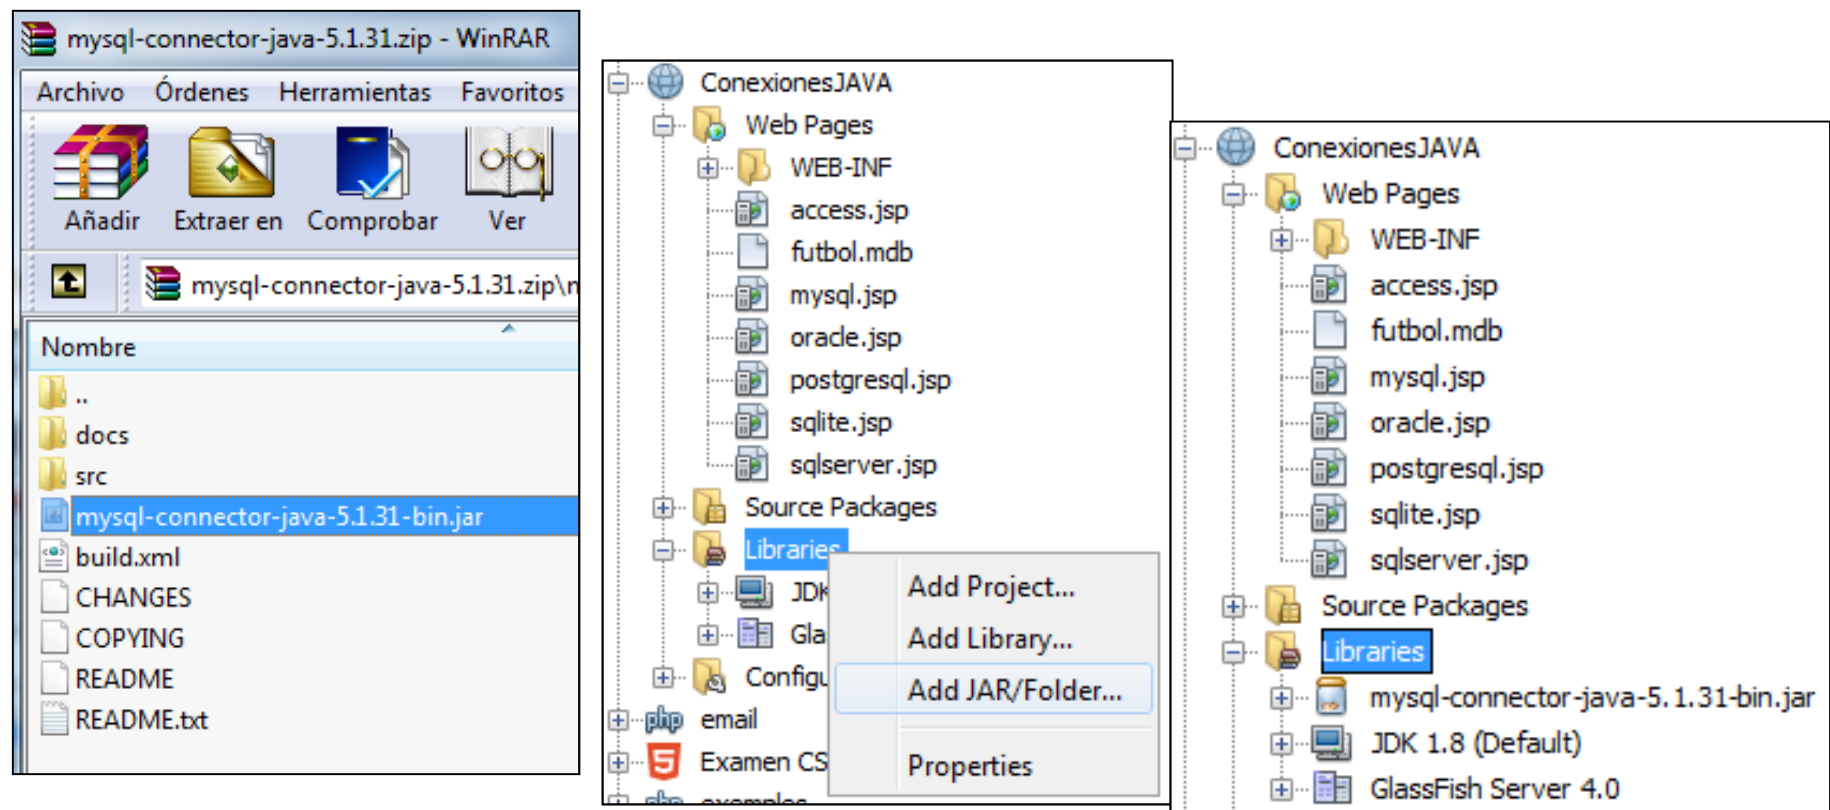 mysql-connector-java-5.1.31.zip - WinRAR
Archivo Órdenes Herramientas Favoritos
Añadir Extraer en Comprobar Ver
mysql-connector-java-5.1.31.zip\
Nombre
..
docs
src
mysql-connector-java-5.1.31-bin.jar
build.xml
CHANGES
COPYING
README
README.txt
ConexionesJAVA
Web Pages
WEB-INF
access.jsp
futbol.mdb
mysql.jsp
oracle.jsp
postgresql.jsp
sqlite.jsp
sqlserver.jsp
Source Packages
Libraries
JDK
Gla
Configu
php email
5 Examen CS
Add Project...
Add Library...
Add JAR/Folder...
Properties
ConexionesJAVA
Web Pages
WEB-INF
access.jsp
futbol.mdb
mysql.jsp
oracle.jsp
postgresql.jsp
sqlite.jsp
sqlserver.jsp
Source Packages
Libraries
mysql-connector-java-5.1.31-bin.jar
JDK 1.8 (Default)
GlassFish Server 4.0